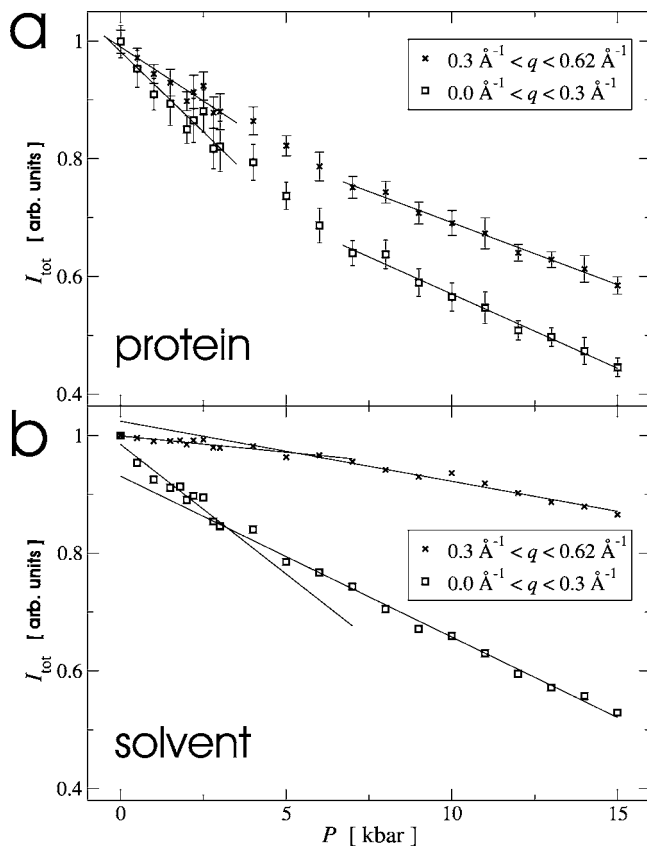 a
1
0.8
0.6
0.4
I_tot [ arb. units ]
× 0.3 Å⁻¹ < q < 0.62 Å⁻¹
□ 0.0 Å⁻¹ < q < 0.3 Å⁻¹
protein
b
1
0.8
0.6
0.4
I_tot [ arb. units ]
× 0.3 Å⁻¹ < q < 0.62 Å⁻¹
□ 0.0 Å⁻¹ < q < 0.3 Å⁻¹
solvent
0 5 10 15
P [ kbar ]